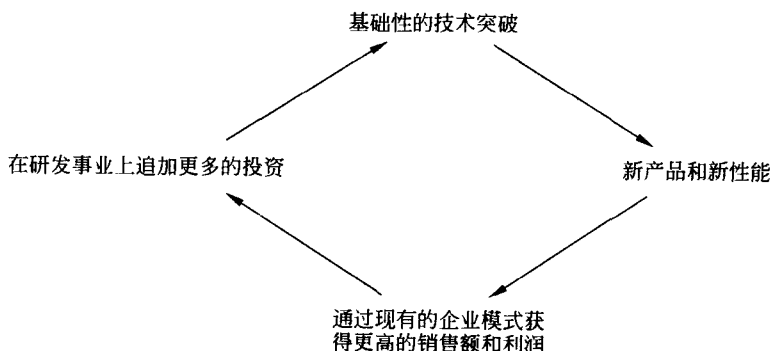 基础性的技术突破
在研发事业上追加更多的投资
新产品和新性能
通过现有的企业模式获
得更高的销售额和利润